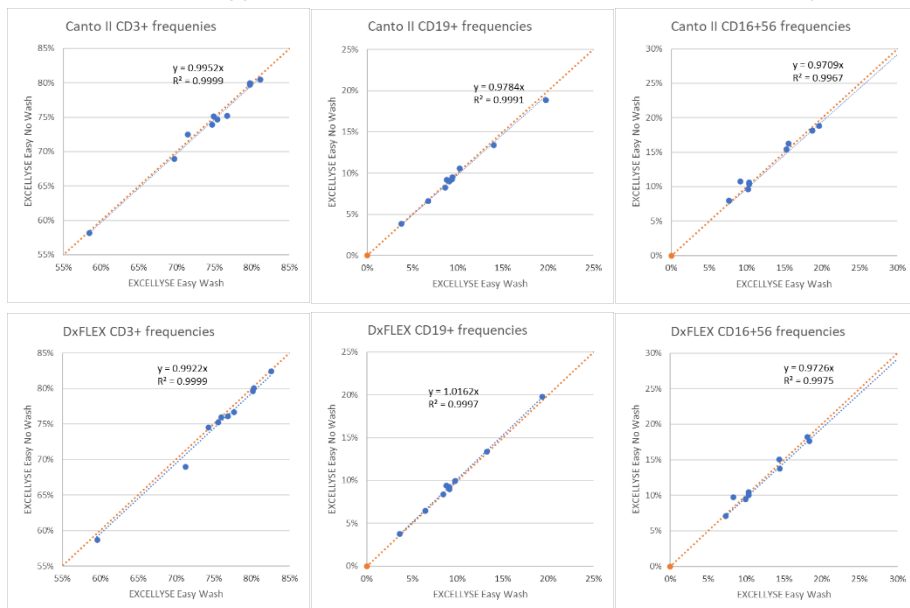 Canto II CD3+ frequenies
85%
80%
75%
70%
65%
60%
55%
55%
60%
65%
70%
75%
80%
85%
y = 0.9952x
R² = 0.9999
EXCELLYSE Easy No Wash
EXCELLYSE Easy Wash
Canto II CD19+ frequencies
25%
20%
15%
10%
5%
0%
0%
5%
10%
15%
20%
25%
y = 0.9784x
R² = 0.9991
EXCELLYSE Easy No Wash
EXCELLYSE Easy Wash
Canto II CD16+56 frequencies
30%
25%
20%
15%
10%
5%
0%
0%
5%
10%
15%
20%
25%
30%
y = 0.9709x
R² = 0.9967
EXCELLYSE Easy No Wash
EXCELLYSE Easy Wash
DxFLEX CD3+ frequencies
85%
80%
75%
70%
65%
60%
55%
55%
60%
65%
70%
75%
80%
85%
y = 0.9922x
R² = 0.9999
EXCELLYSE Easy No Wash
EXCELLYSE Easy Wash
DxFLEX CD19+ frequencies
25%
20%
15%
10%
5%
0%
0%
5%
10%
15%
20%
25%
y = 1.0162x
R² = 0.9997
EXCELLYSE Easy No Wash
EXCELLYSE Easy Wash
DxFLEX CD16+56 frequencies
30%
25%
20%
15%
10%
5%
0%
0%
5%
10%
15%
20%
25%
30%
y = 0.9726x
R² = 0.9975
EXCELLYSE Easy No Wash
EXCELLYSE Easy Wash